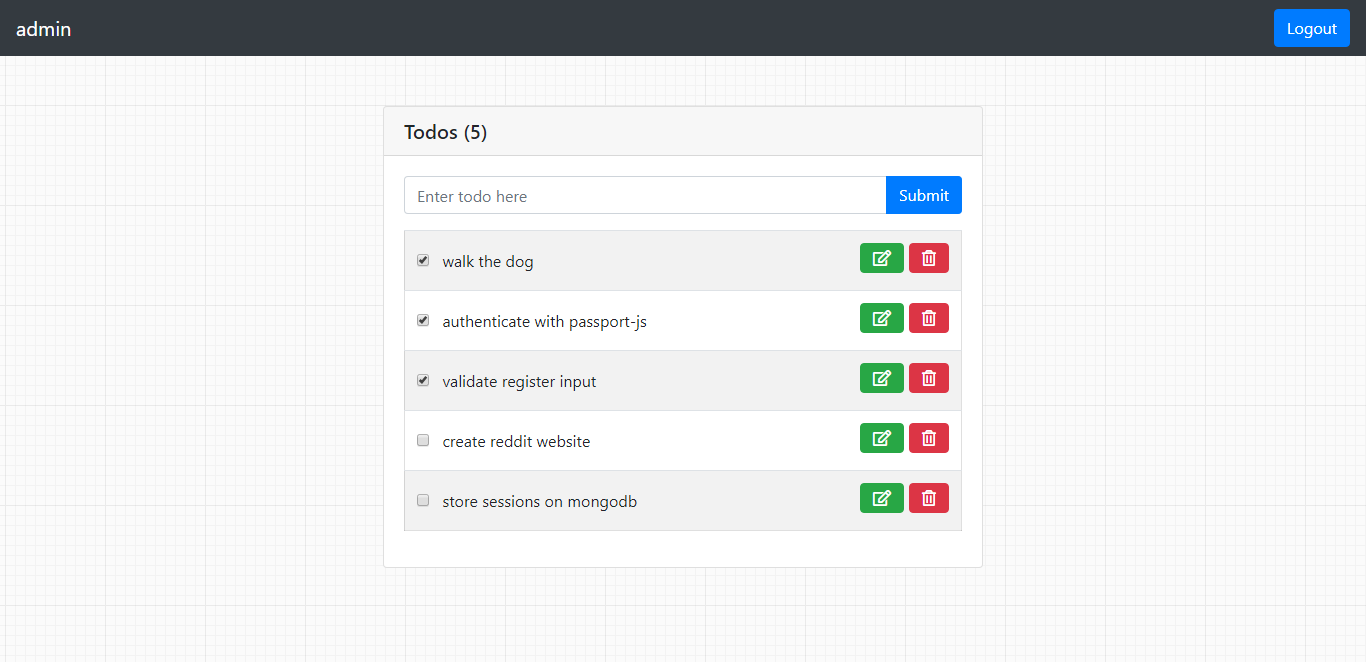 admin
Logout
Todos (5)
Enter todo here
Submit
walk the dog
authenticate with passport-js
validate register input
create reddit website
store sessions on mongodb